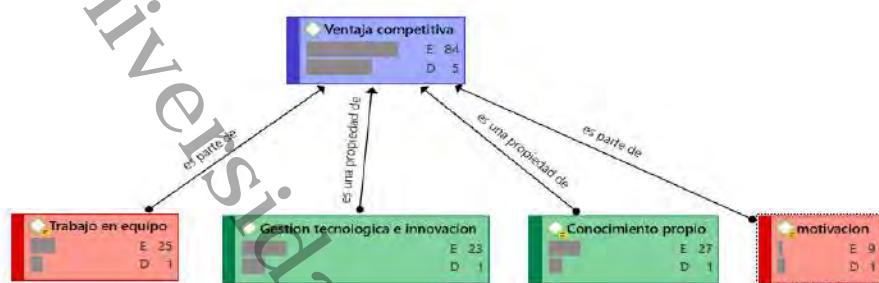 Ventaja competitiva
E 84
D 5
es parte de
es una propiedad de
es una propiedad de
es parte de
Trabajo en equipo
E 25
D 1
Gestion tecnologica e innovacion
E 23
D 1
Conocimiento propio
E 27
D 1
motivacion
E 9
D 1